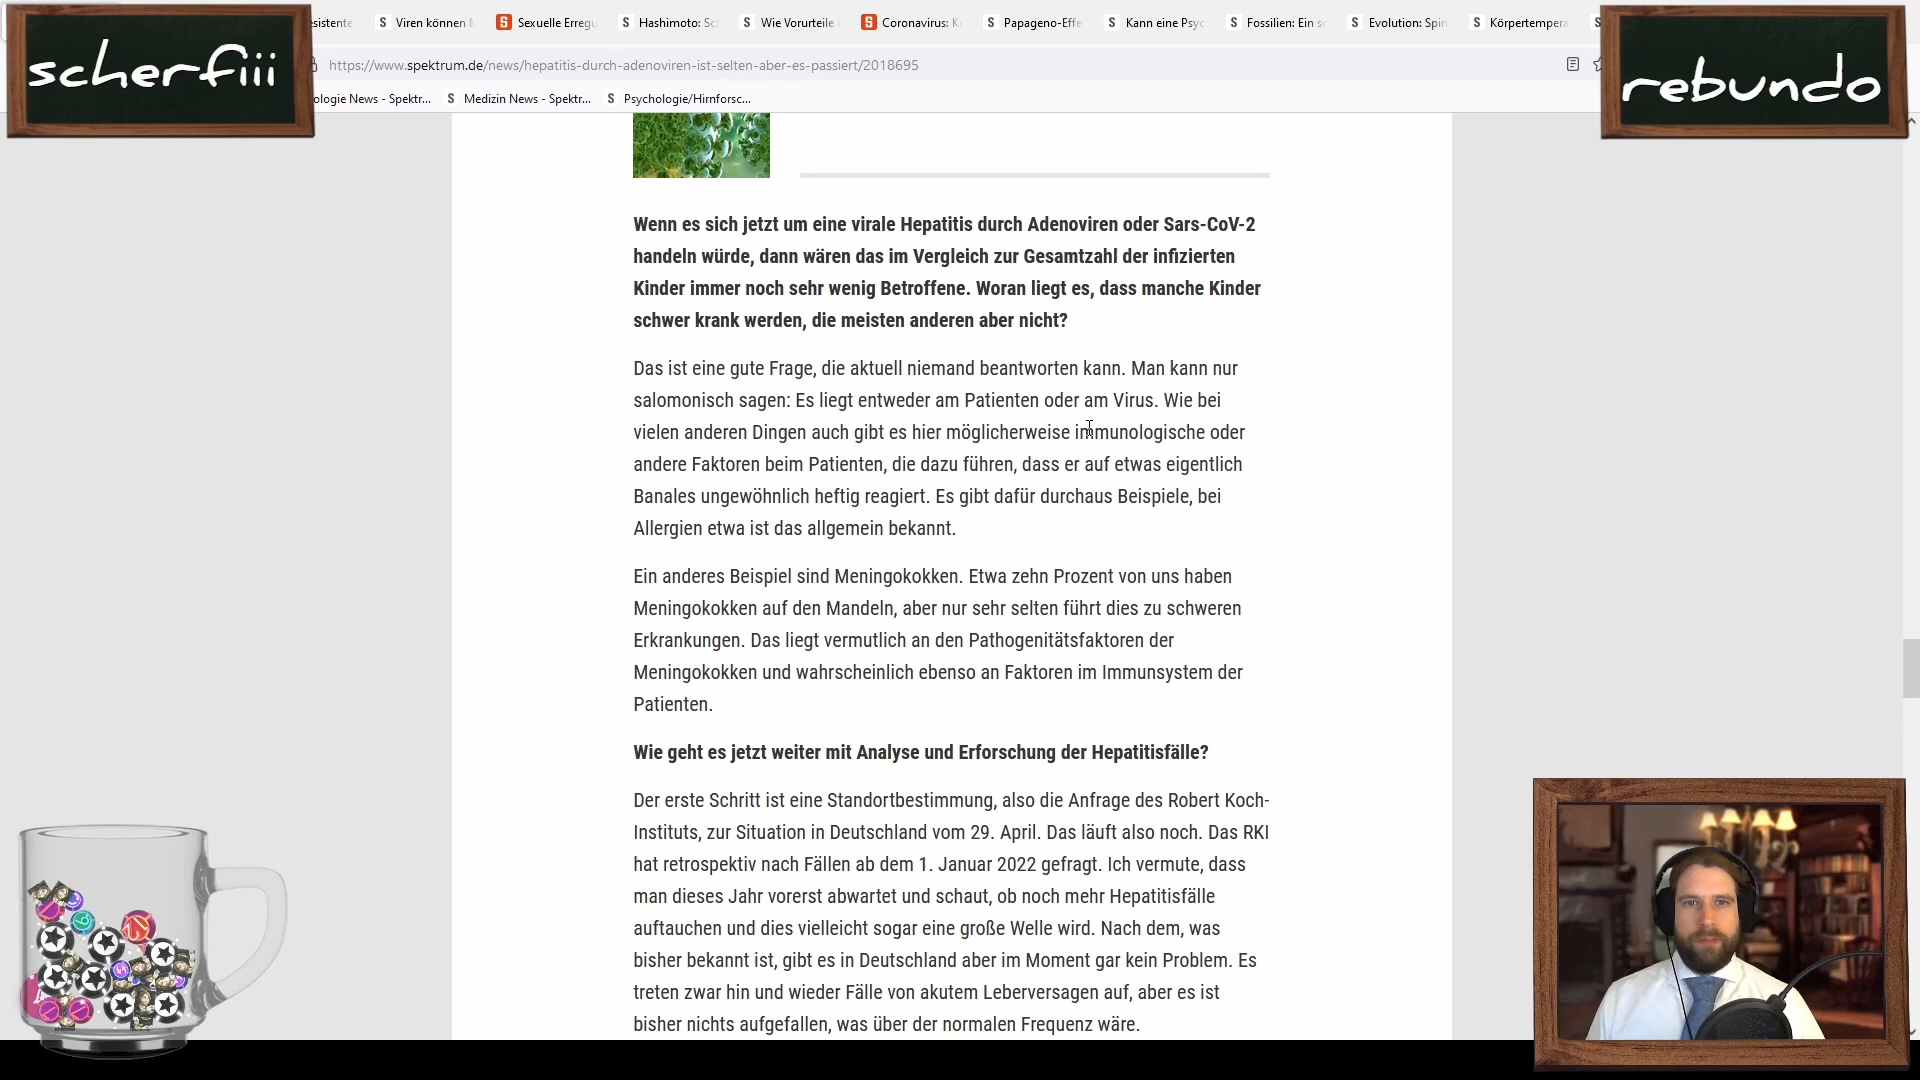 scherfiii
rebundo
esistente
Viren können
Sexuelle Erreg
Hashimoto: Sc
Wie Vorurteile
Coronavirus: K
Papageno-Effe
Kann eine Psyc
Fossilien: Ein s
Evolution: Spin
Körpertempera
https://www.spektrum.de/news/hepatitis-durch-adenoviren-ist-selten-aber-es-passiert/2018695
ologie News - Spektr...
Medizin News - Spektr...
Psychologie/Hirnforsc...
Wenn es sich jetzt um eine virale Hepatitis durch Adenoviren oder Sars-CoV-2
handeln würde, dann wären das im Vergleich zur Gesamtzahl der infizierten
Kinder immer noch sehr wenig Betroffene. Woran liegt es, dass manche Kinder
schwer krank werden, die meisten anderen aber nicht?
Das ist eine gute Frage, die aktuell niemand beantworten kann. Man kann nur
salomonisch sagen: Es liegt entweder am Patienten oder am Virus. Wie bei
vielen anderen Dingen auch gibt es hier möglicherweise immunologische oder
andere Faktoren beim Patienten, die dazu führen, dass er auf etwas eigentlich
Banales ungewöhnlich heftig reagiert. Es gibt dafür durchaus Beispiele, bei
Allergien etwa ist das allgemein bekannt.
Ein anderes Beispiel sind Meningokokken. Etwa zehn Prozent von uns haben
Meningokokken auf den Mandeln, aber nur sehr selten führt dies zu schweren
Erkrankungen. Das liegt vermutlich an den Pathogenitätsfaktoren der
Meningokokken und wahrscheinlich ebenso an Faktoren im Immunsystem der
Patienten.
Wie geht es jetzt weiter mit Analyse und Erforschung der Hepatitisfälle?
Der erste Schritt ist eine Standortbestimmung, also die Anfrage des Robert Koch-
Instituts, zur Situation in Deutschland vom 29. April. Das läuft also noch. Das RKI
hat retrospektiv nach Fällen ab dem 1. Januar 2022 gefragt. Ich vermute, dass
man dieses Jahr vorerst abwartet und schaut, ob noch mehr Hepatitisfälle
auftauchen und dies vielleicht sogar eine große Welle wird. Nach dem, was
bisher bekannt ist, gibt es in Deutschland aber im Moment gar kein Problem. Es
treten zwar hin und wieder Fälle von akutem Leberversagen auf, aber es ist
bisher nichts aufgefallen, was über der normalen Frequenz wäre.